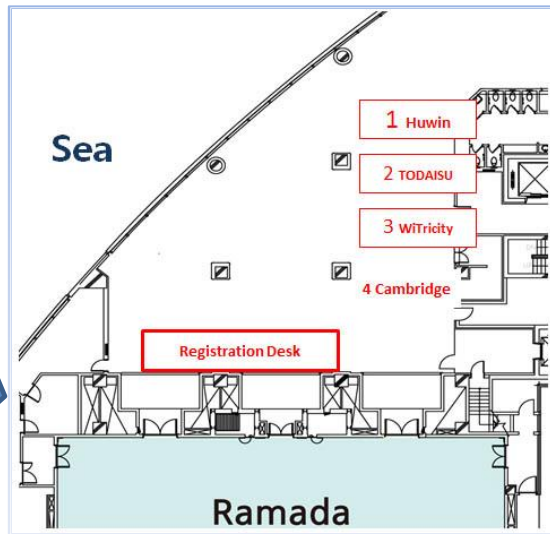 1 Huwin
Sea
2 TODAISU
3 WiTricity
4 Cambridge
Registration Desk
Ramada